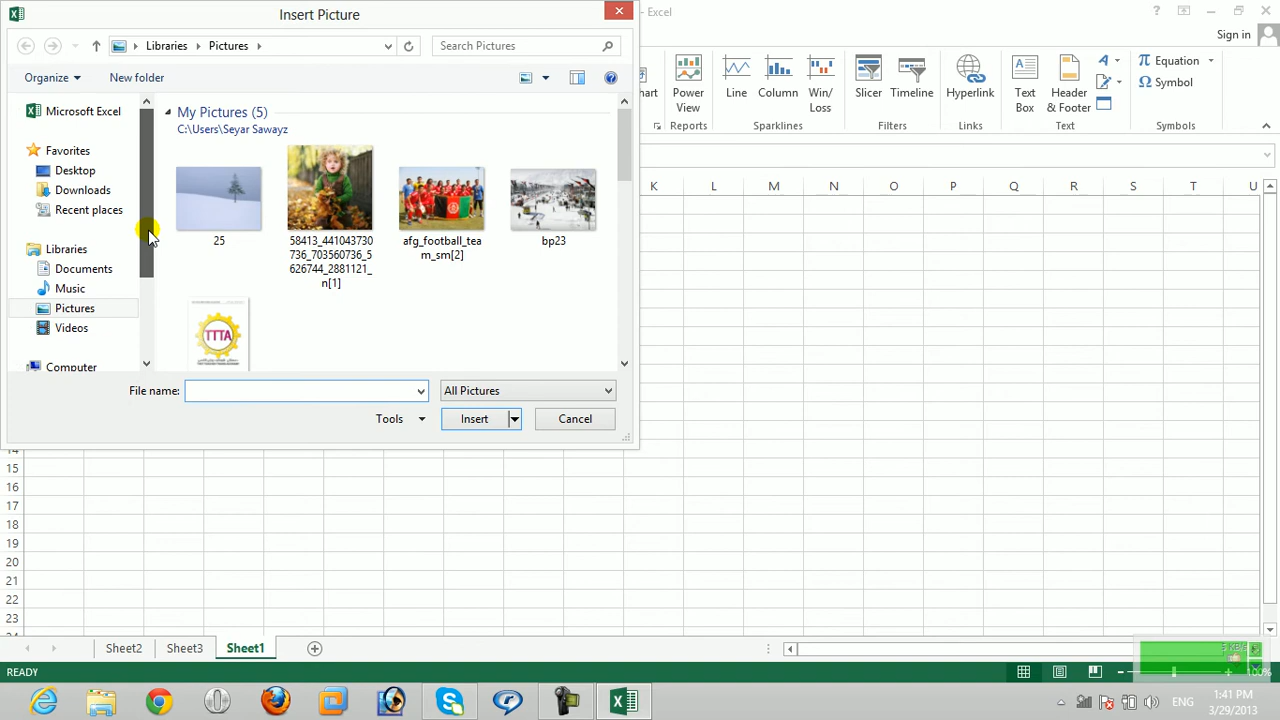 Insert Picture
- Excel
Libraries
Pictures
Search Pictures
Sign in
Organize
New folder
Microsoft Excel
Favorites
Desktop
Downloads
Recent places
Libraries
Documents
Music
Pictures
Videos
Computer
My Pictures (5)
C:\Users\Seyar Sawayz
25
58413_441043730
736_703560736_5
626744_2881121_
n[1]
afg_football_tea
m_sm[2]
bp23
TTTA
File name:
All Pictures
Tools
Insert
Cancel
hart
Power
View
Reports
Line
Column
Win/
Loss
Sparklines
Slicer
Timeline
Filters
Hyperlink
Links
Text
Box
Header
& Footer
Text
Equation
Symbol
Symbols
K L M N O P Q R S T U
15
16
17
18
19
20
21
22
23
Sheet2
Sheet3
Sheet1
READY
100%
ENG
1:41 PM
3/29/2013